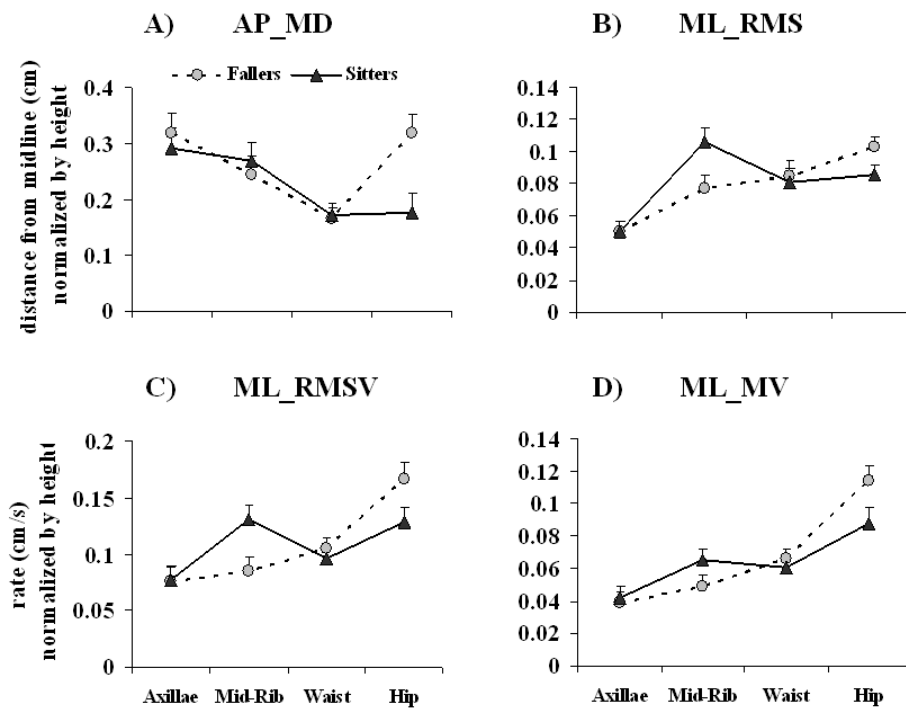 A) AP_MD
Fallers Sitters
distance from midline (cm)
normalized by height
0.4
0.3
0.2
0.1
0
B) ML_RMS
0.14
0.12
0.1
0.08
0.06
0.04
0.02
0
C) ML_RMSV
rate (cm/s)
normalized by height
0.2
0.15
0.1
0.05
0
Axillae Mid-Rib Waist Hip
D) ML_MV
0.14
0.12
0.1
0.08
0.06
0.04
0.02
0
Axillae Mid-Rib Waist Hip